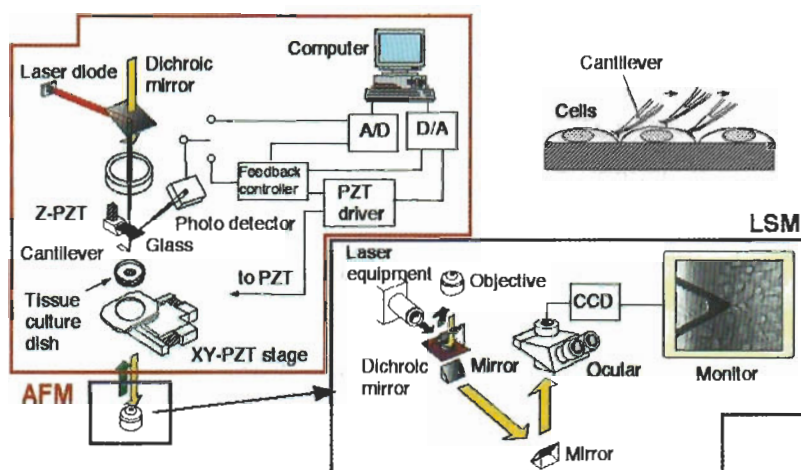 Computer
Laser diode
Dichroic
mirror
A/D
D/A
Feedback
controller
PZT
driver
Z-PZT
Photo detector
Cantilever
Glass
to PZT
Tissue
culture
dish
XY-PZT stage
AFM
Cantilever
Cells
LSM
Laser
equipment
Objective
CCD
Dichroic
mirror
Mirror
Ocular
Monitor
Mirror